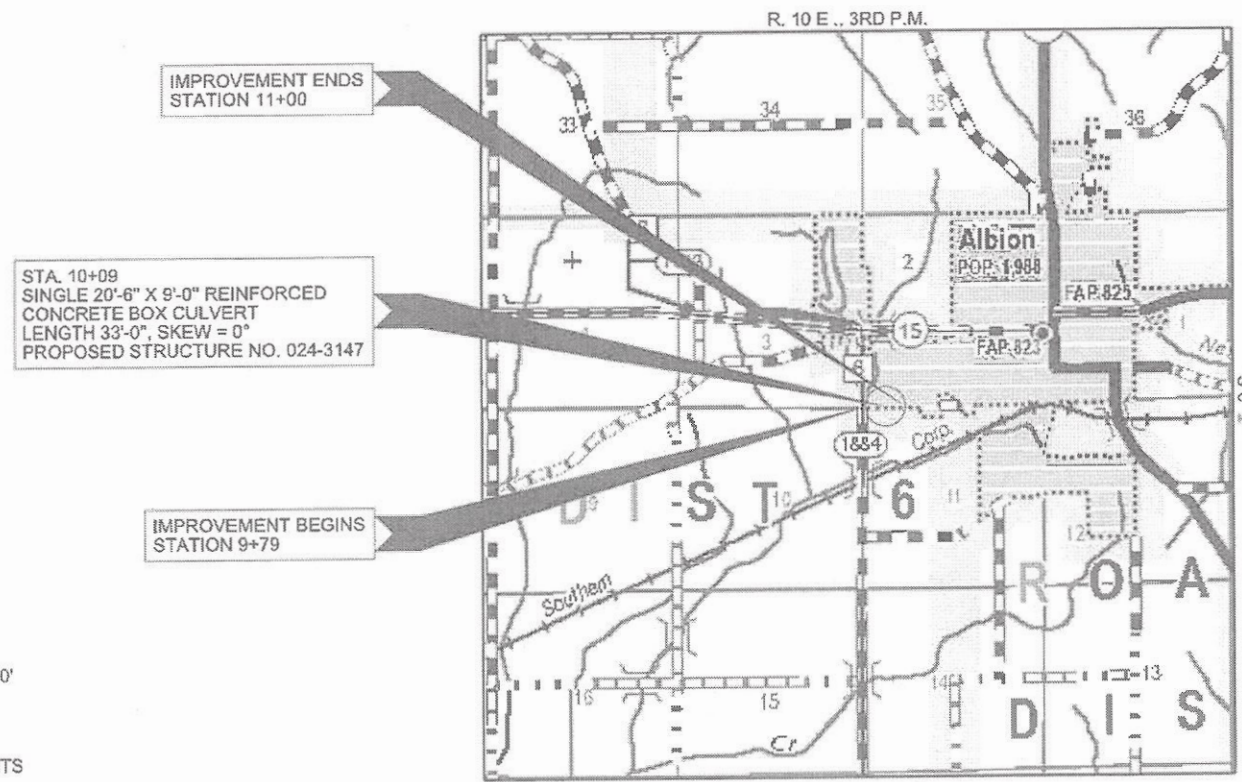 R. 10 E., 3RD P.M.
IMPROVEMENT ENDS
STATION 11+00
STA. 10+09
SINGLE 20'-6" X 9'-0" REINFORCED
CONCRETE BOX CULVERT
LENGTH 33'-0", SKEW = 0°
PROPOSED STRUCTURE NO. 024-3147
IMPROVEMENT BEGINS
STATION 9+79
33
34
35
36
Albion
POP. 1,988
2
FAP 825
1
15
FAP 823
3
6
1884
Corp.
D I S T 6
10
11
12
Southern
R O A
D I S
16
15
14
13
Cr
0'
TS